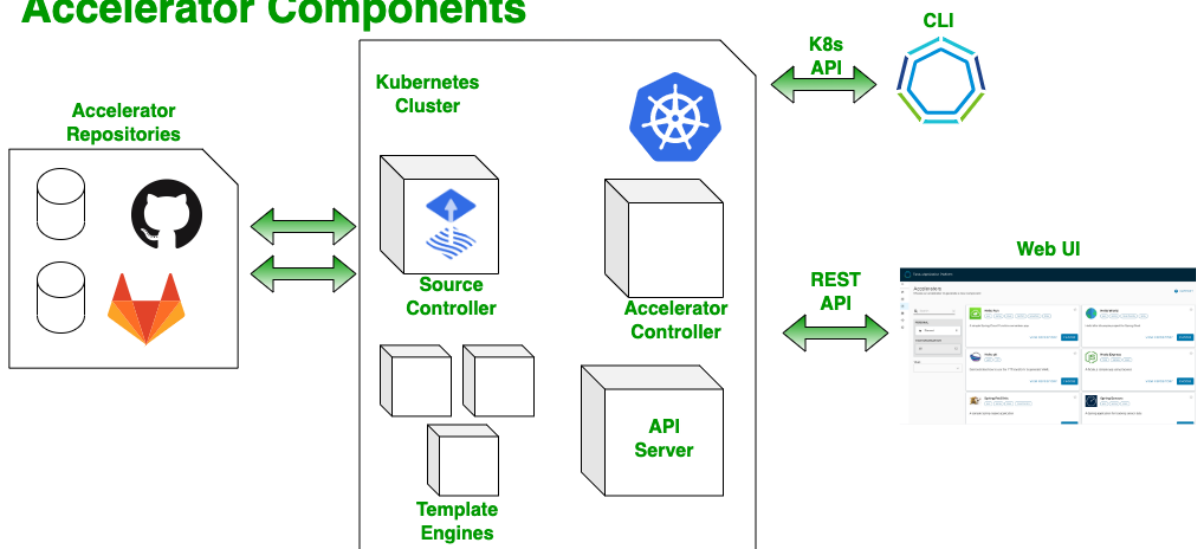 Accelerator Components
CLI
K8s
API
Kubernetes
Cluster
Accelerator
Repositories
Source
Controller
Accelerator
Controller
REST
API
Web UI
Accelerators
API
Server
Template
Engines